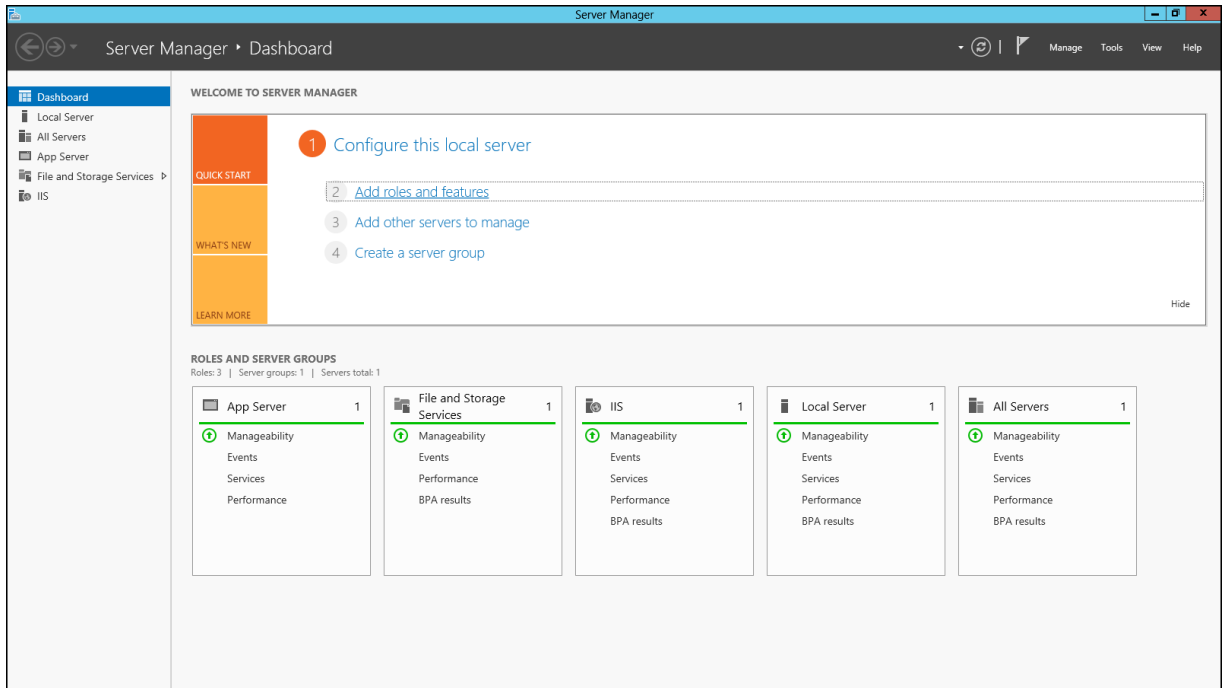 Server Manager
Server Manager • Dashboard
Manage Tools View Help
Dashboard
Local Server
All Servers
App Server
File and Storage Services
IIS
WELCOME TO SERVER MANAGER
QUICK START
WHAT'S NEW
LEARN MORE
1 Configure this local server
2 Add roles and features
3 Add other servers to manage
4 Create a server group
Hide
ROLES AND SERVER GROUPS
Roles: 3 | Server groups: 1 | Servers total: 1
App Server 1
Manageability
Events
Services
Performance
File and Storage
Services 1
Manageability
Events
Performance
BPA results
IIS 1
Manageability
Events
Services
Performance
BPA results
Local Server 1
Manageability
Events
Services
Performance
BPA results
All Servers 1
Manageability
Events
Services
Performance
BPA results